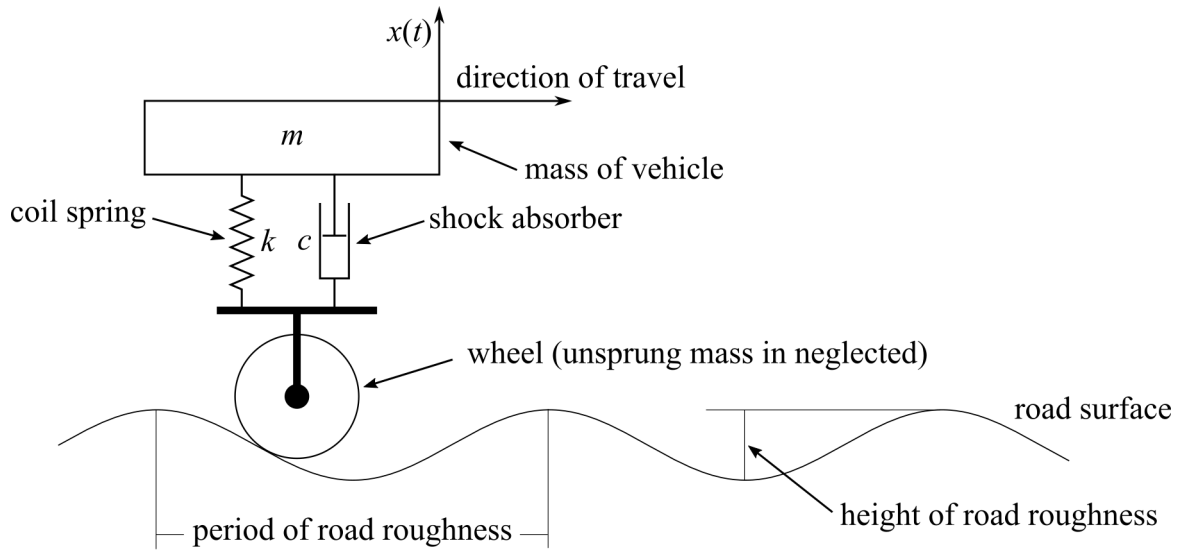 x(t)
direction of travel
m
mass of vehicle
coil spring
k
c
shock absorber
wheel (unsprung mass in neglected)
road surface
height of road roughness
period of road roughness